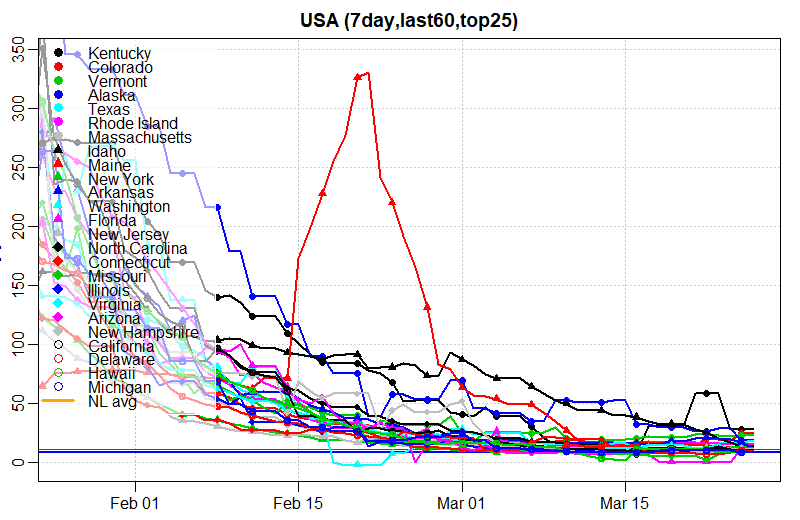 USA (7day,last60,top25)
350
300
250
200
150
100
50
0
Kentucky
Colorado
Vermont
Alaska
Texas
Rhode Island
Massachusetts
Idaho
Maine
New York
Arkansas
Washington
Florida
New Jersey
North Carolina
Connecticut
Missouri
Illinois
Virginia
Arizona
New Hampshire
California
Delaware
Hawaii
Michigan
NL avg
Feb 01
Feb 15
Mar 01
Mar 15